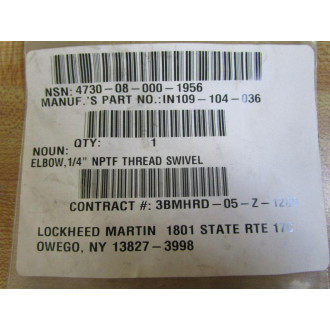 NSN: 4730-08-000-1956
MANUF.'S PART NO.:IN109-104-036
QTY: 1
NOUN:
ELBOW,1/4" NPTF THREAD SWIVEL
CONTRACT #: 3BMHRD-05-Z-
LOCKHEED MARTIN 1801 STATE RTE
OWEGO, NY 13827-3998